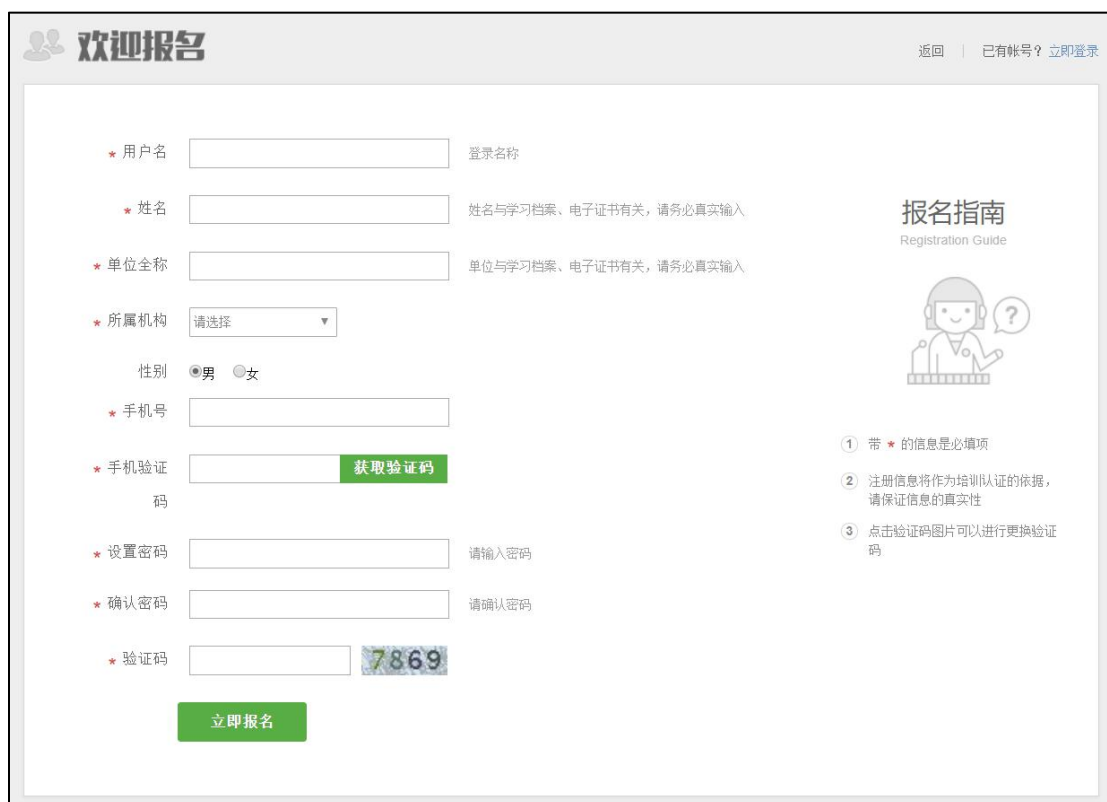 欢迎报名
返回 | 已有帐号？ 立即登录
* 用户名 登录名称
* 姓名 姓名与学习档案、电子证书有关，请务必真实输入
* 单位全称 单位与学习档案、电子证书有关，请务必真实输入
* 所属机构 请选择 ▼
性别 男 女
* 手机号
* 手机验证 获取验证码
码
* 设置密码 请输入密码
* 确认密码 请确认密码
* 验证码 7869
立即报名
报名指南
Registration Guide
?
1 带 * 的信息是必填项
2 注册信息将作为培训认证的依据，
请保证信息的真实性
3 点击验证码图片可以进行更换验证
码